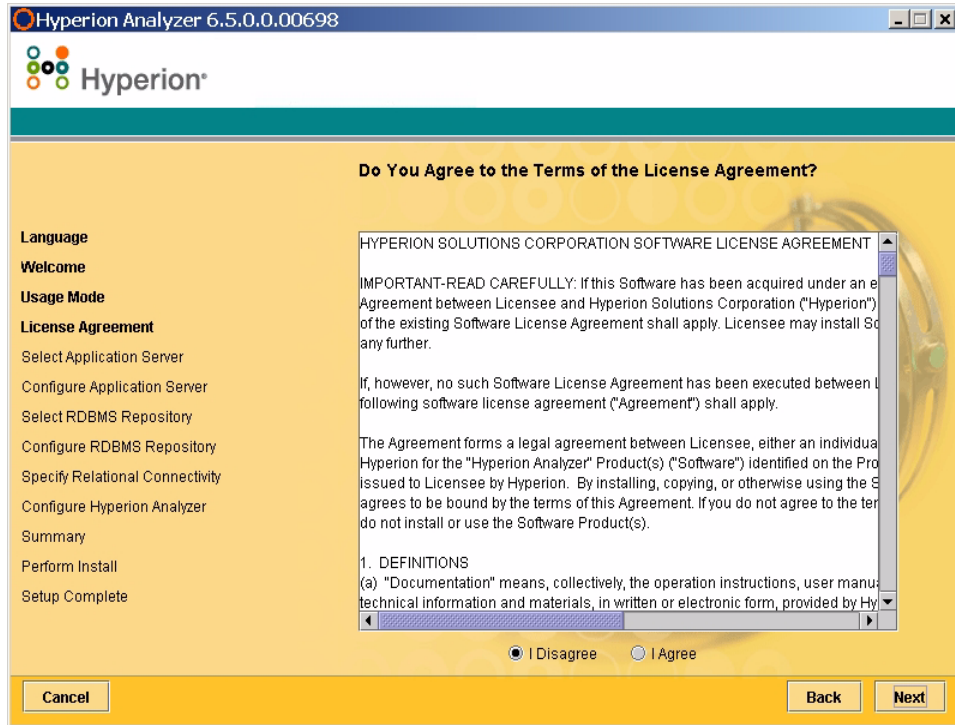 Hyperion Analyzer 6.5.0.0.00698
Hyperion
Do You Agree to the Terms of the License Agreement?
Language
Welcome
Usage Mode
License Agreement
Select Application Server
Configure Application Server
Select RDBMS Repository
Configure RDBMS Repository
Specify Relational Connectivity
Configure Hyperion Analyzer
Summary
Perform Install
Setup Complete
HYPERION SOLUTIONS CORPORATION SOFTWARE LICENSE AGREEMENT
IMPORTANT-READ CAREFULLY: If this Software has been acquired under an e
Agreement between Licensee and Hyperion Solutions Corporation ("Hyperion")
of the existing Software License Agreement shall apply. Licensee may install So
any further.
If, however, no such Software License Agreement has been executed between L
following software license agreement ("Agreement") shall apply.
The Agreement forms a legal agreement between Licensee, either an individua
Hyperion for the "Hyperion Analyzer" Product(s) ("Software") identified on the Pro
issued to Licensee by Hyperion. By installing, copying, or otherwise using the S
agrees to be bound by the terms of this Agreement. If you do not agree to the ter
do not install or use the Software Product(s).
1. DEFINITIONS
(a) "Documentation" means, collectively, the operation instructions, user manua
technical information and materials, in written or electronic form, provided by Hy
I Disagree
I Agree
Cancel
Back
Next